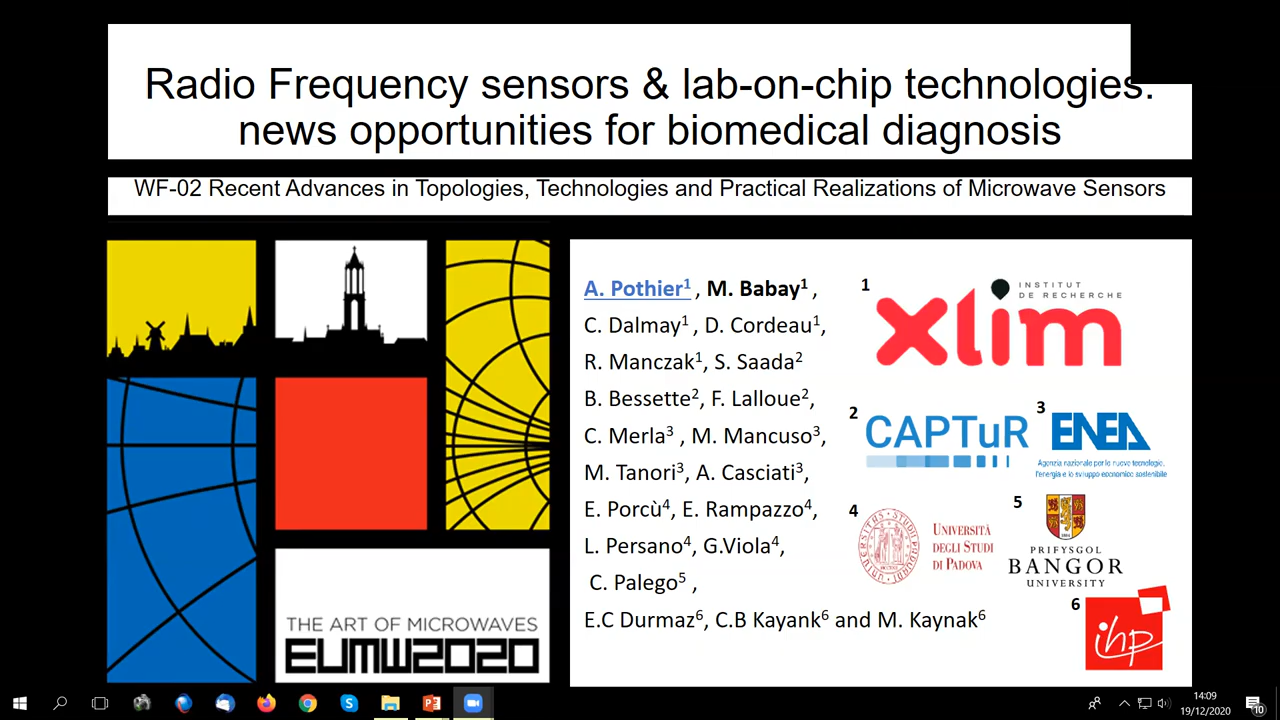 Radio Frequency sensors & lab-on-chip technologies:
news opportunities for biomedical diagnosis
WF-02 Recent Advances in Topologies, Technologies and Practical Realizations of Microwave Sensors
A. Pothier¹ , M. Babay¹ ,
C. Dalmay¹ , D. Cordeau¹,
R. Manczak¹, S. Saada²
B. Bessette², F. Lalloue²,
C. Merla³ , M. Mancuso³,
M. Tanori³, A. Casciati³,
E. Porcù⁴, E. Rampazzo⁴,
L. Persano⁴, G.Viola⁴,
C. Palego⁵ ,
E.C Durmaz⁶, C.B Kayank⁶ and M. Kaynak⁶
1
INSTITUT
DE RECHERCHE
xlim
2
CAPTuR
3
ENEA
Agenzia nazionale per le nuove tecnologie,
l'energia e lo sviluppo economico sostenibile
4
UNIVERSITÀ
DEGLI STUDI
DI PADOVA
5
PRIFYSGOL
BANGOR
UNIVERSITY
6
ihp
THE ART OF MICROWAVES
EUMW2020
14:09
19/12/2020
10